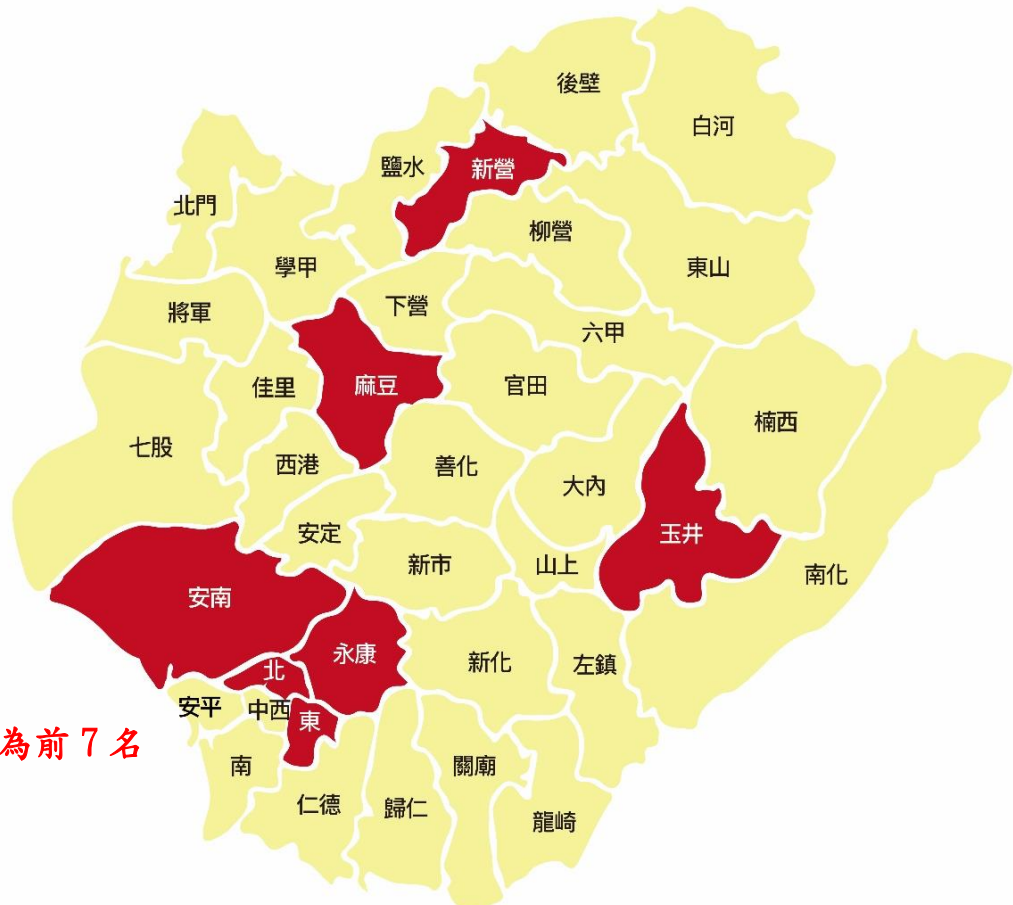 後壁
白河
鹽水
新營
北門
柳營
學甲
東山
下營
將軍
六甲
佳里
麻豆
官田
楠西
七股
西港
善化
大內
安定
玉井
新市
山上
南化
安南
永康
新化
左鎮
北
安平
中西
東
為前7名
南
關廟
仁德
歸仁
龍崎